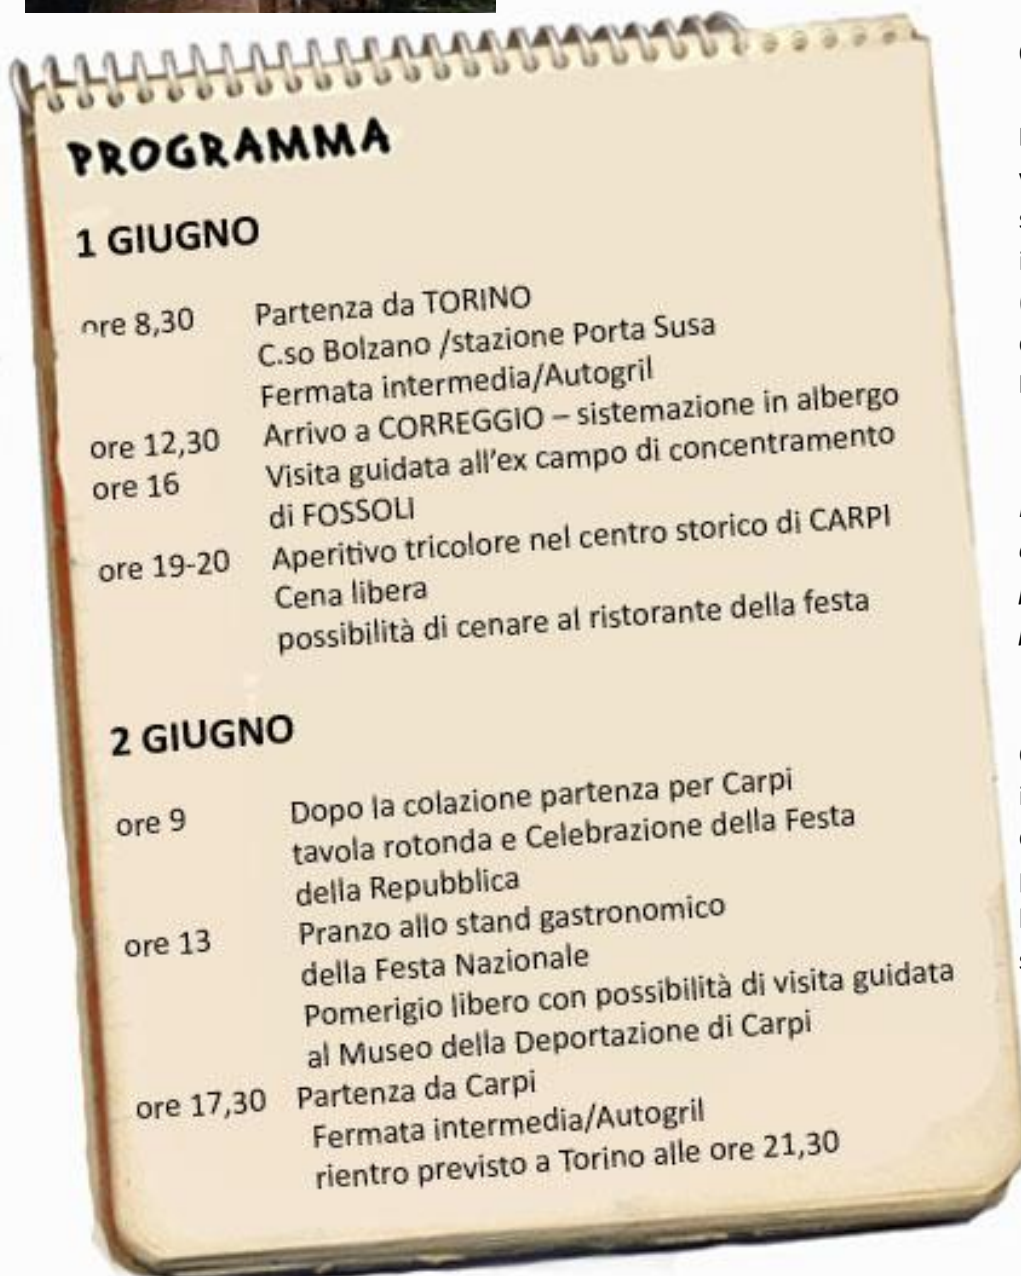 PROGRAMMA
1 GIUGNO
ore 8,30 Partenza da TORINO
C.so Bolzano /stazione Porta Susa
Fermata intermedia/Autogril
ore 12,30 Arrivo a CORREGGIO – sistemazione in albergo
ore 16 Visita guidata all'ex campo di concentramento
di FOSSOLI
ore 19-20 Aperitivo tricolore nel centro storico di CARPI
Cena libera
possibilità di cenare al ristorante della festa
2 GIUGNO
ore 9 Dopo la colazione partenza per Carpi
tavola rotonda e Celebrazione della Festa
della Repubblica
ore 13 Pranzo allo stand gastronomico
della Festa Nazionale
Pomerigio libero con possibilità di visita guidata
al Museo della Deportazione di Carpi
ore 17,30 Partenza da Carpi
Fermata intermedia/Autogril
rientro previsto a Torino alle ore 21,30